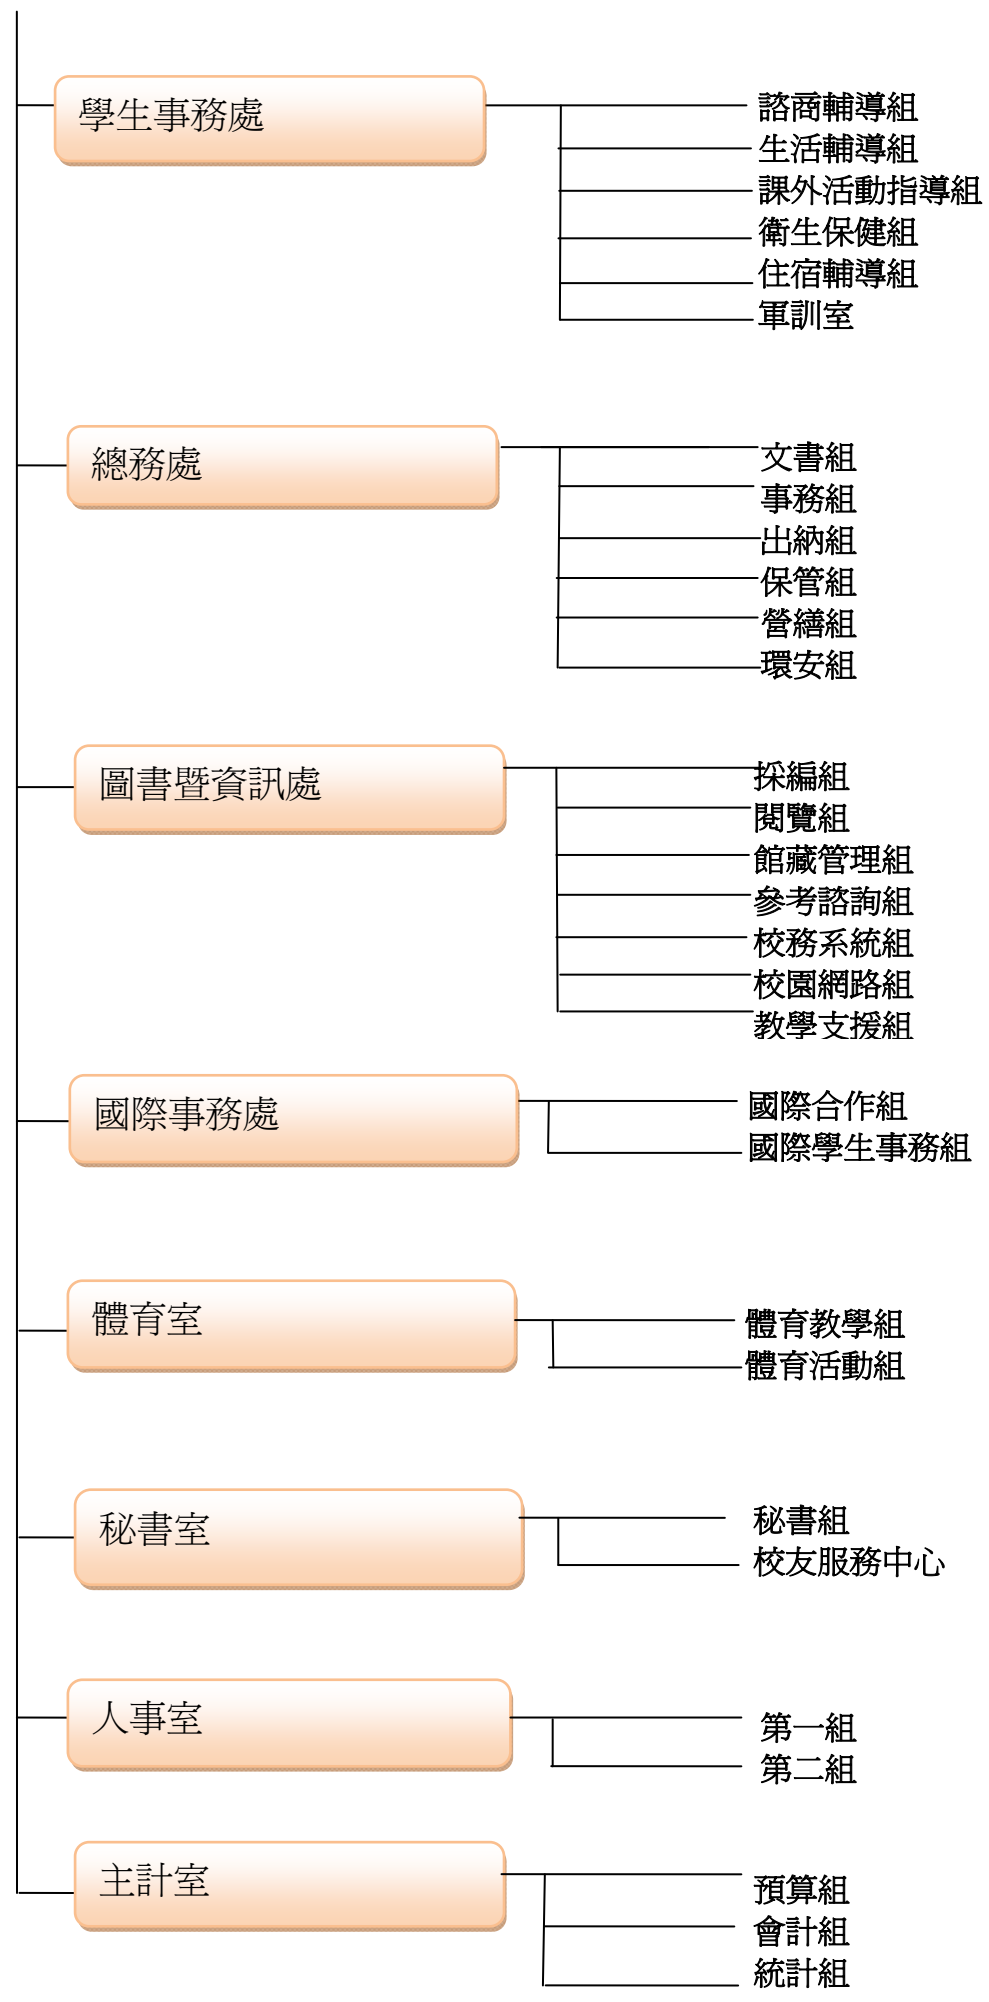 學生事務處
諮商輔導組
生活輔導組
課外活動指導組
衛生保健組
住宿輔導組
軍訓室
總務處
文書組
事務組
出納組
保管組
營繕組
環安組
圖書暨資訊處
採編組
閱覽組
館藏管理組
參考諮詢組
校務系統組
校園網路組
教學支援組
國際事務處
國際合作組
國際學生事務組
體育室
體育教學組
體育活動組
秘書室
秘書組
校友服務中心
人事室
第一組
第二組
主計室
預算組
會計組
統計組